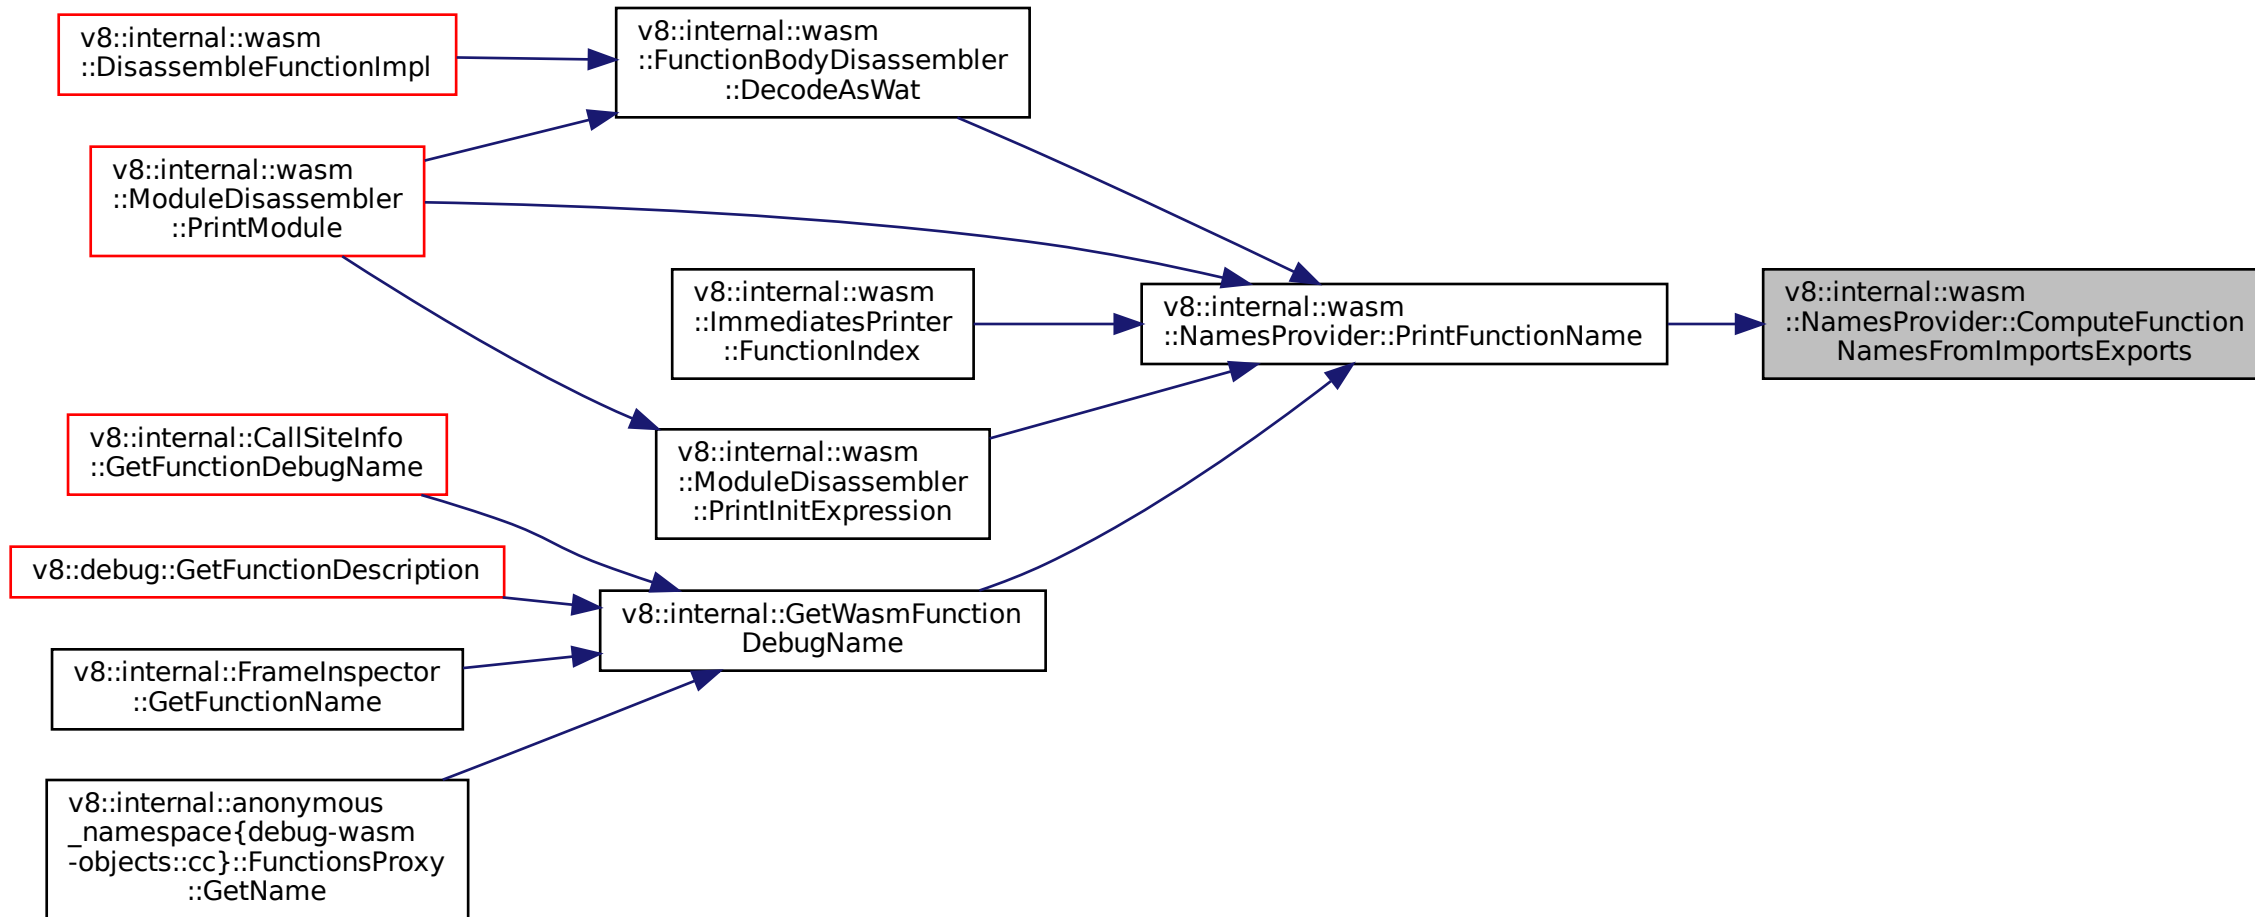 v8::internal::wasm
::DisassembleFunctionImpl
v8::internal::wasm
::FunctionBodyDisassembler
::DecodeAsWat
v8::internal::wasm
::ModuleDisassembler
::PrintModule
v8::internal::wasm
::ImmediatesPrinter
::FunctionIndex
v8::internal::wasm
::NamesProvider::PrintFunctionName
v8::internal::wasm
::NamesProvider::ComputeFunction
NamesFromImportsExports
v8::internal::CallSiteInfo
::GetFunctionDebugName
v8::internal::wasm
::ModuleDisassembler
::PrintInitExpression
v8::debug::GetFunctionDescription
v8::internal::GetWasmFunction
DebugName
v8::internal::FrameInspector
::GetFunctionName
v8::internal::anonymous
_namespace{debug-wasm
-objects::cc}::FunctionsProxy
::GetName